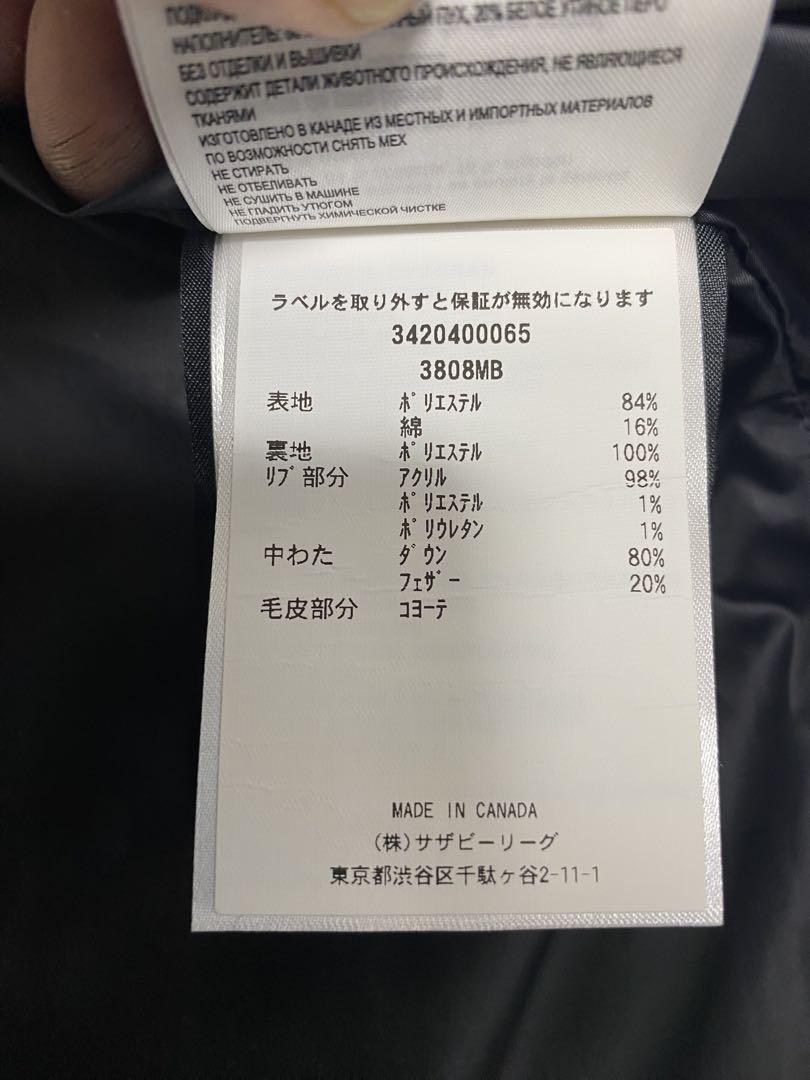 НАПОЛНИТЕЛЬ: ПУХ, 20% БЕЛОЕ УТИНОЕ ПЕРО
БЕЗ ОТДЕЛКИ И ВЫШИВКИ
СОДЕРЖИТ ДЕТАЛИ ЖИВОТНОГО ПРОИСХОЖДЕНИЯ, НЕ ЯВЛЯЮЩИЕСЯ
ТКАНЯМИ
ИЗГОТОВЛЕНО В КАНАДЕ ИЗ МЕСТНЫХ И ИМПОРТНЫХ МАТЕРИАЛОВ
ПО ВОЗМОЖНОСТИ СНЯТЬ МЕХ
НЕ СТИРАТЬ
НЕ ОТБЕЛИВАТЬ
НЕ СУШИТЬ В МАШИНЕ
НЕ ГЛАДИТЬ УТЮГОМ
ПОДВЕРГНУТЬ ХИМИЧЕСКОЙ ЧИСТКЕ
ラベルを取り外すと保証が無効になります
3420400065
3808MB
表地 ﾎﾟﾘｴｽﾃﾙ 84%
綿 16%
裏地 ﾎﾟﾘｴｽﾃﾙ 100%
ﾘﾌﾞ部分 ｱｸﾘﾙ 98%
ﾎﾟﾘｴｽﾃﾙ 1%
ﾎﾟﾘｳﾚﾀﾝ 1%
中わた ﾀﾞｳﾝ 80%
ﾌｪｻﾞｰ 20%
毛皮部分 ｺﾖｰﾃ
MADE IN CANADA
(株)サザビーリーグ
東京都渋谷区千駄ヶ谷2-11-1